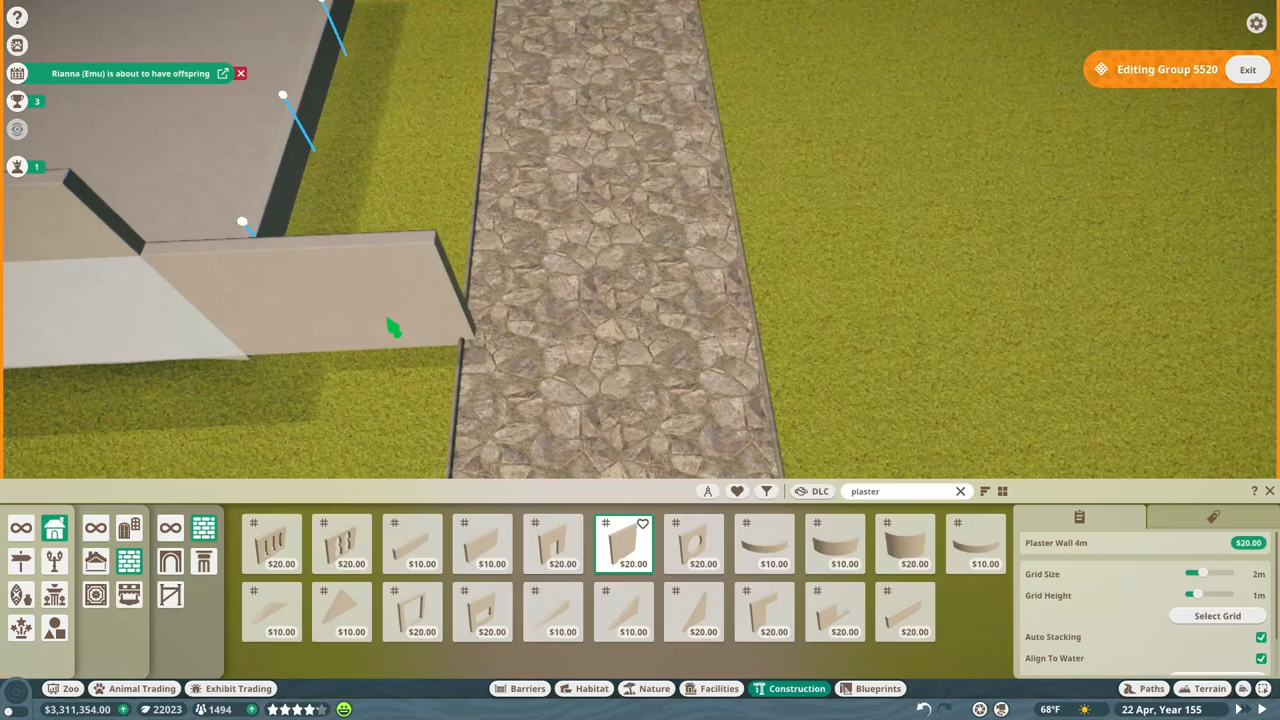 ?
Editing Group 5520 Exit
Rianna (Emu) is about to have offspring
3
1
DLC plaster ?
$20.00 $20.00 $10.00 $10.00 $20.00 $20.00 $20.00 $10.00 $10.00 $20.00 $10.00
$10.00 $10.00 $20.00 $20.00 $10.00 $10.00 $20.00 $20.00 $20.00 $20.00
Plaster Wall 4m $20.00
Grid Size 2m
Grid Height 1m
Select Grid
Auto Stacking
Align To Water
Zoo Animal Trading Exhibit Trading Barriers Habitat Nature Facilities Construction Blueprints Paths Terrain
$3,311,354.00 22023 1494 68°F 22 Apr, Year 155